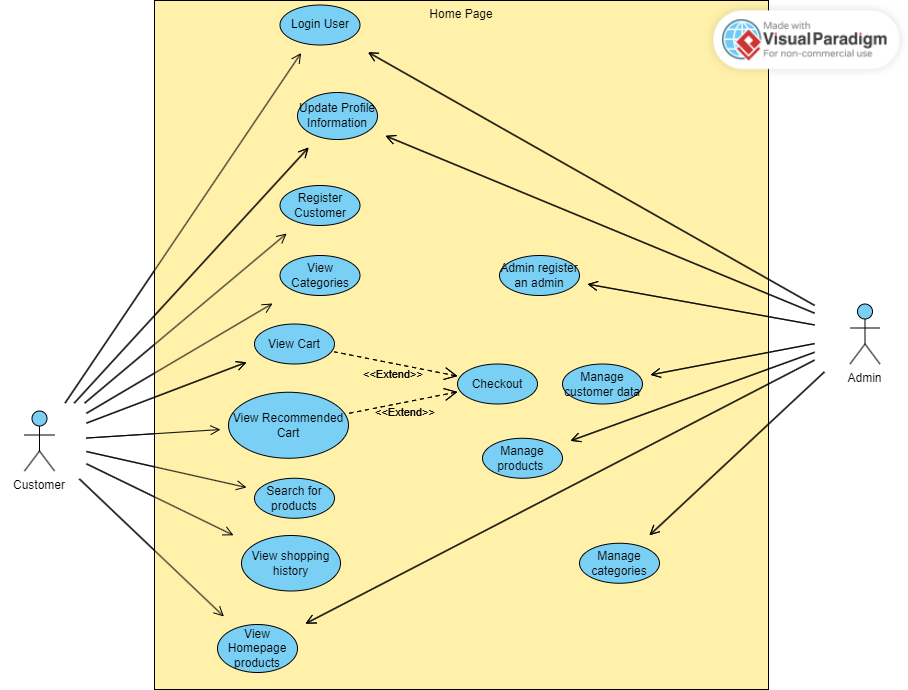 Home Page
Made with
Visual Paradigm
For non-commercial use
Login User
Update Profile
Information
Register
Customer
View
Categories
Admin register
an admin
View Cart
<<Extend>>
Checkout
Manage
customer data
Admin
View Recommended
Cart
<<Extend>>
Manage
products
Customer
Search for
products
View shopping
history
Manage
categories
View
Homepage
products